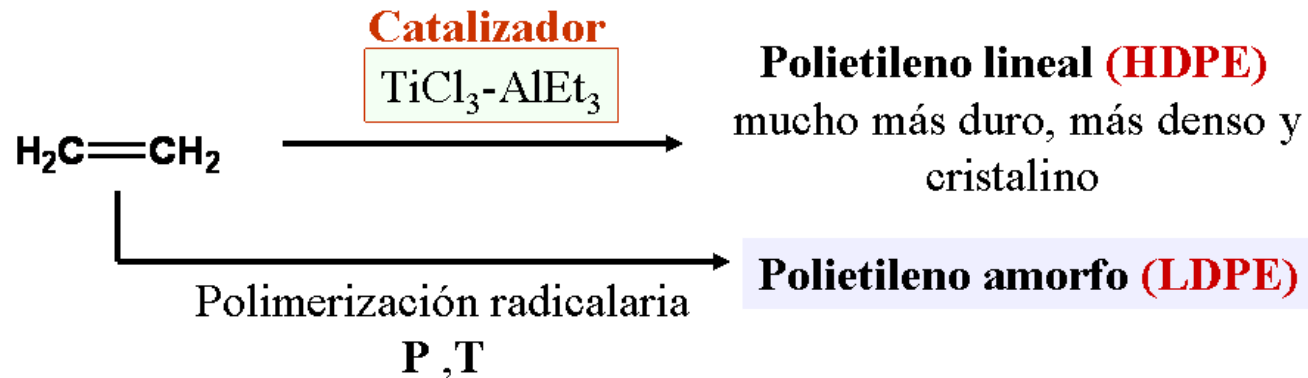 Catalizador
TiCl₃-AlEt₃
H₂C=CH₂
Polietileno lineal (HDPE)
mucho más duro, más denso y
cristalino
Polietileno amorfo (LDPE)
Polimerización radicalaria
P ,T